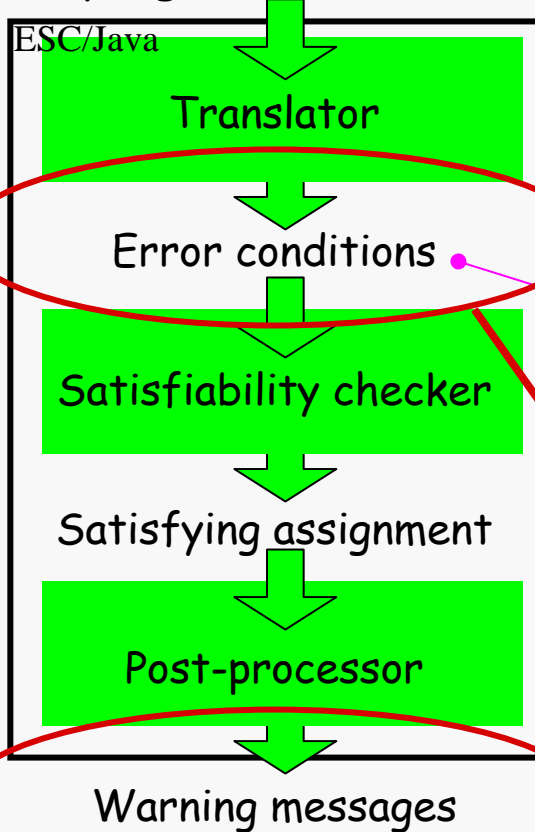 ESC/Java
Translator
Error conditions
Satisfiability checker
Satisfying assignment
Post-processor
Warning messages